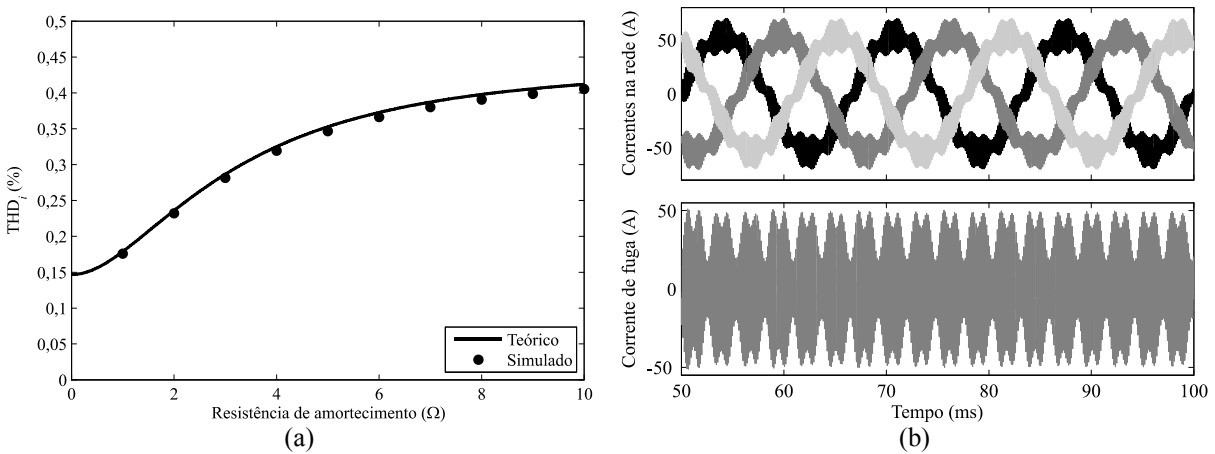 0,5
0,45
0,4
0,35
0,3
0,25
0,2
0,15
0,1
0,05
0
THDi (%)
0 2 4 6 8 10
Resistência de amortecimento (Ω)
Teórico
Simulado
(a)
Correntes na rede (A)
50
0
-50
Corrente de fuga (A)
50
0
-50
50 60 70 80 90 100
Tempo (ms)
(b)